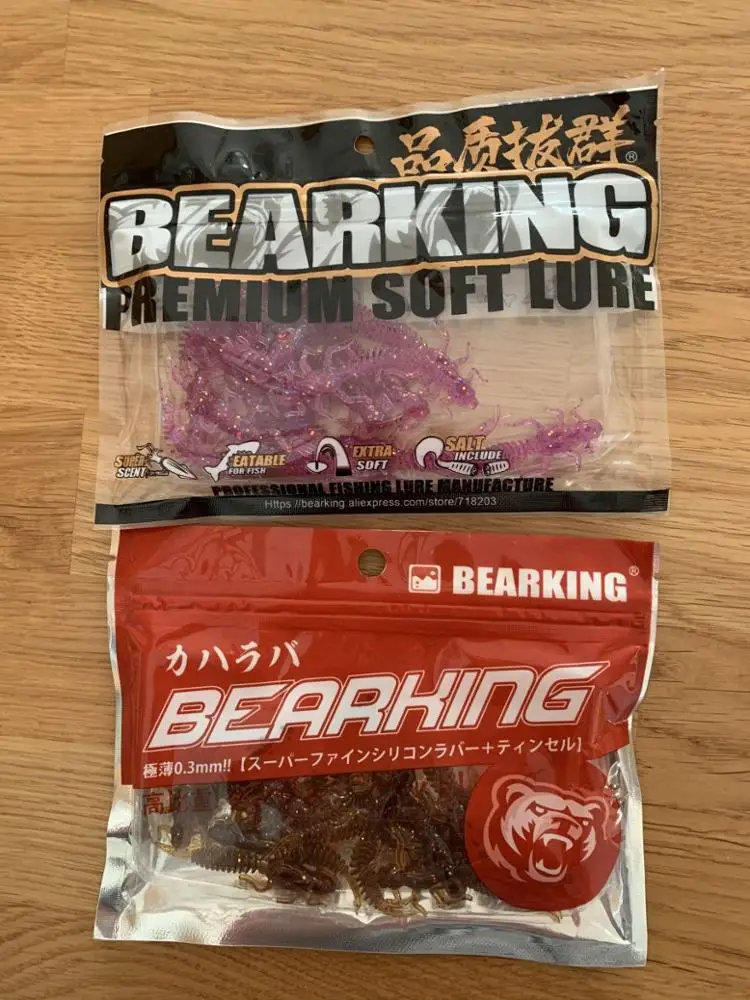 品质拔群®
BEARKING
PREMIUM SOFT LURE
SUPER
SCENT
EATABLE
FOR FISH
EXTRA
SOFT
SALT
INCLUDE
PROFESSIONAL FISHING LURE MANUFACTURE
Https://bearking.aliexpress.com/store/718203
BEARKING®
カハラバ
BEARKING
極薄0.3mm!!【スーパーファインシリコンラバー+ティンセル】